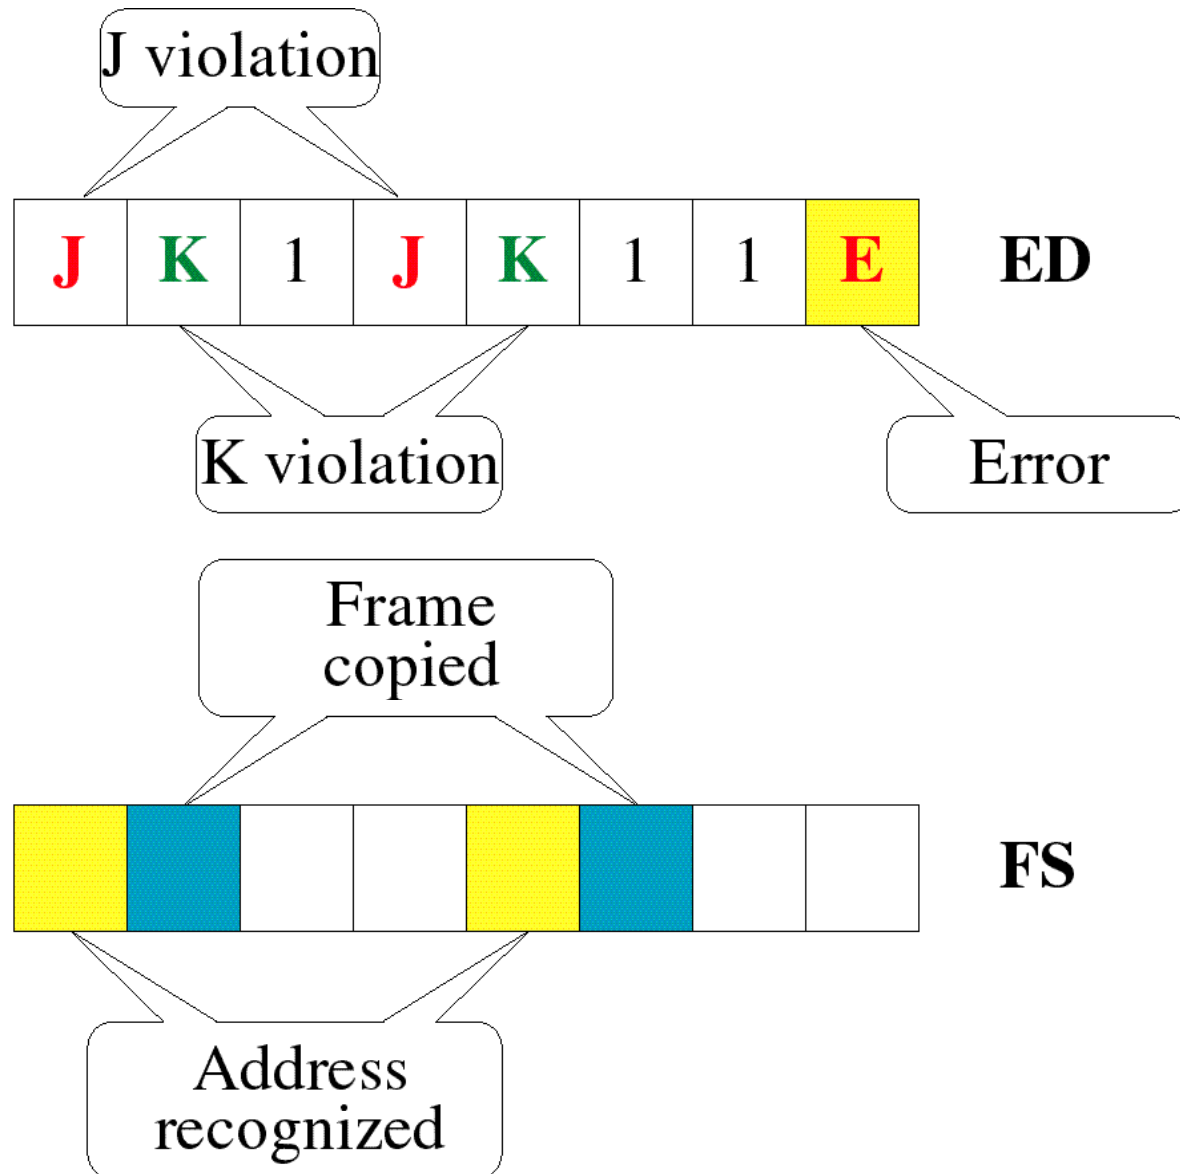 J violation
J K 1 J K 1 1 E ED
K violation
Error
Frame
copied
FS
Address
recognized